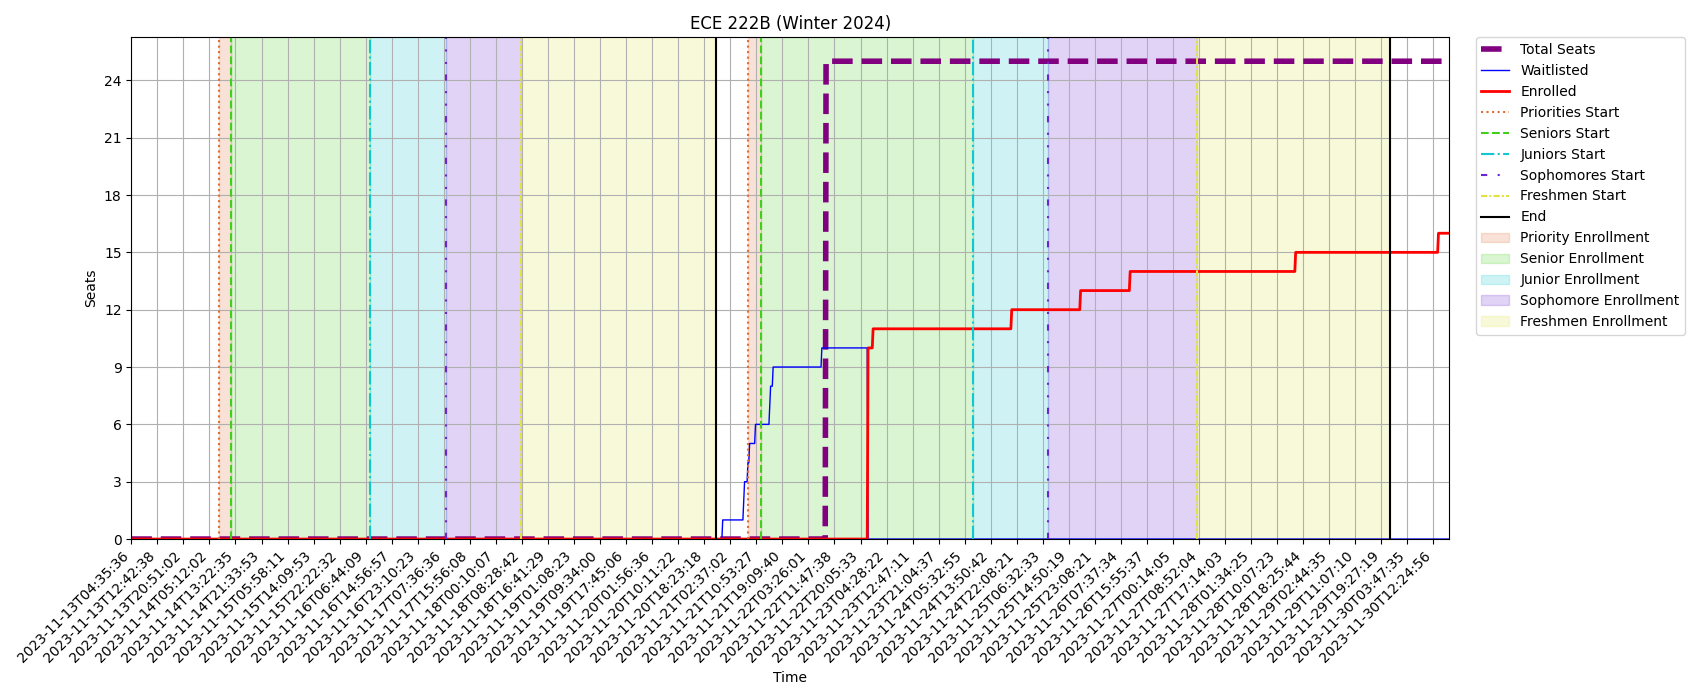 ECE 222B (Winter 2024)
Seats
24
21
18
15
12
9
6
3
0
2023-11-13T04:35:36
2023-11-13T12:42:38
2023-11-13T20:51:02
2023-11-14T05:12:02
2023-11-14T13:22:35
2023-11-14T21:33:53
2023-11-15T05:58:11
2023-11-15T14:09:53
2023-11-15T22:22:32
2023-11-16T06:44:09
2023-11-16T14:56:57
2023-11-16T23:10:23
2023-11-17T07:36:36
2023-11-17T15:56:08
2023-11-18T00:10:07
2023-11-18T08:28:42
2023-11-18T16:41:29
2023-11-19T01:08:23
2023-11-19T09:34:00
2023-11-19T17:45:06
2023-11-20T01:56:36
2023-11-20T10:11:22
2023-11-20T18:23:18
2023-11-21T02:37:02
2023-11-21T10:53:27
2023-11-21T19:09:40
2023-11-22T03:26:01
2023-11-22T11:47:38
2023-11-22T20:05:33
2023-11-23T04:28:22
2023-11-23T12:47:11
2023-11-23T21:04:37
2023-11-24T05:32:55
2023-11-24T13:50:42
2023-11-24T22:08:21
2023-11-25T06:32:33
2023-11-25T14:50:19
2023-11-25T23:08:21
2023-11-26T07:37:34
2023-11-26T15:55:37
2023-11-27T00:14:05
2023-11-27T08:52:04
2023-11-27T17:14:03
2023-11-28T01:34:25
2023-11-28T10:07:23
2023-11-28T18:25:44
2023-11-29T02:44:35
2023-11-29T11:07:10
2023-11-29T19:27:19
2023-11-30T03:47:35
2023-11-30T12:24:56
Time
Total Seats
Waitlisted
Enrolled
Priorities Start
Seniors Start
Juniors Start
Sophomores Start
Freshmen Start
End
Priority Enrollment
Senior Enrollment
Junior Enrollment
Sophomore Enrollment
Freshmen Enrollment